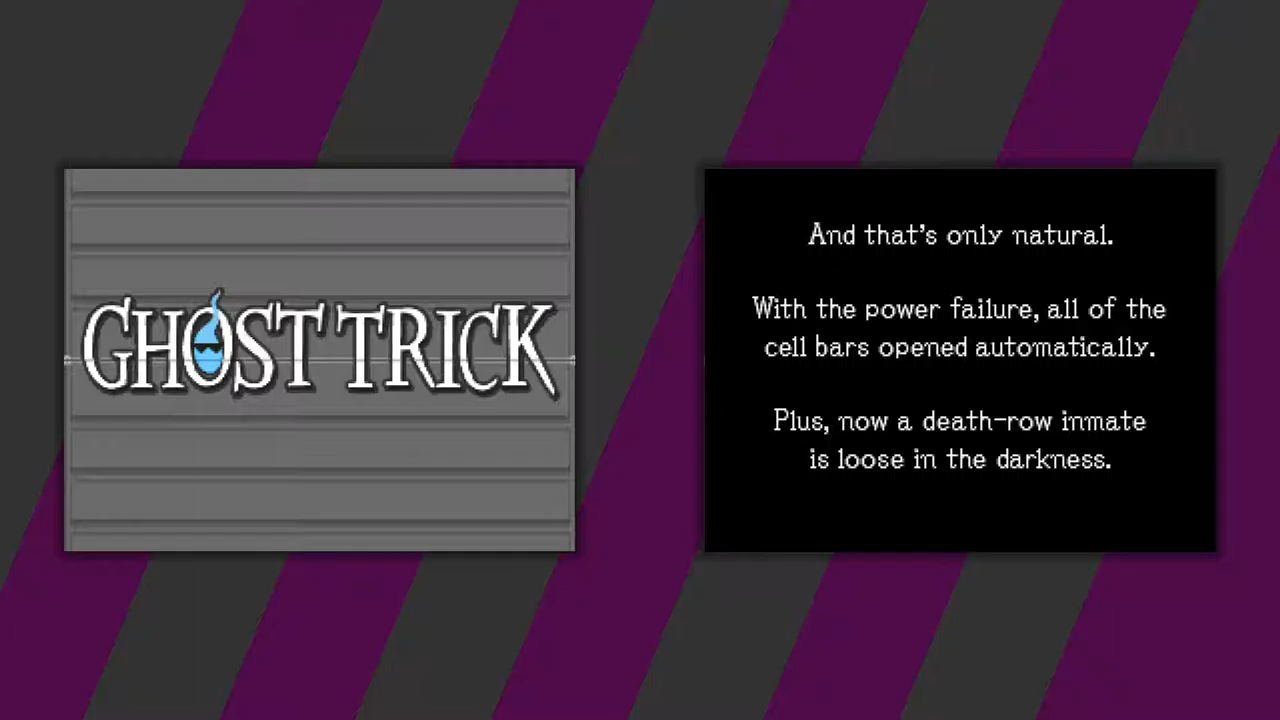 GHOST TRICK
And that's only natural.
With the power failure, all of the
cell bars opened automatically.
Plus, now a death-row inmate
is loose in the darkness.